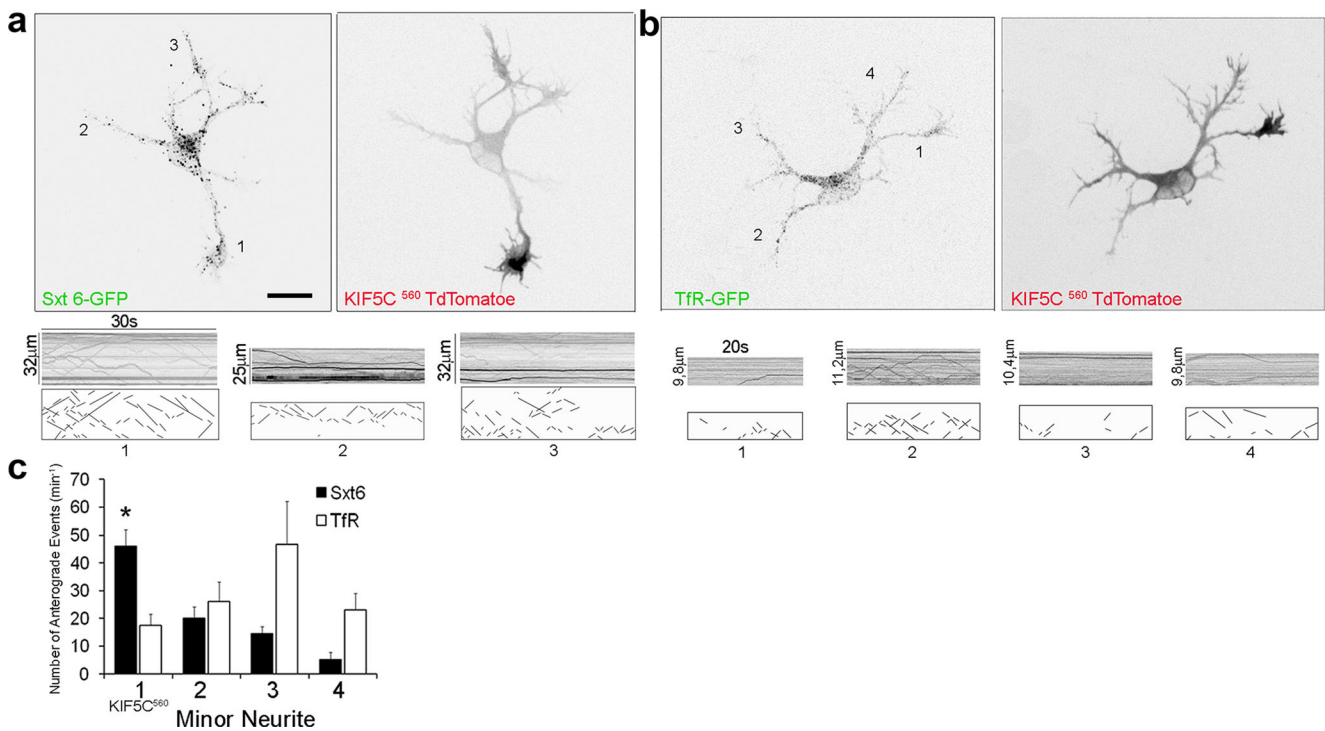 a
b
3
2
1
Sxt 6-GFP
KIF5C 560 TdTomatoe
4
3
1
2
TfR-GFP
KIF5C 560 TdTomatoe
30s
32µm
25µm
32µm
1
2
3
20s
9,8µm
11,2µm
10,4µm
9,8µm
1
2
3
4
c
Number of Anterograde Events (min-1)
70
60
50
40
30
20
10
0
*
Sxt6
TfR
1
2
3
4
KIF5C560
Minor Neurite